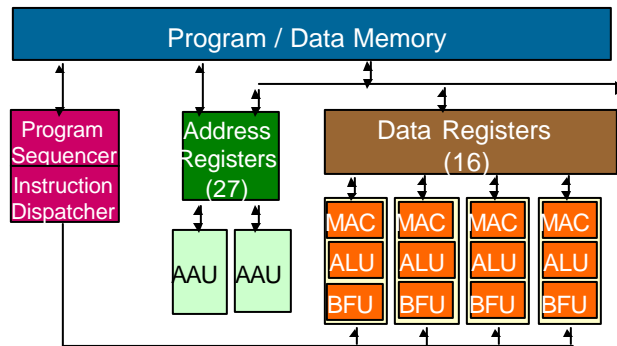 Program / Data Memory
Program
Sequencer
Instruction
Dispatcher
Address
Registers
(27)
Data Registers
(16)
AAU
AAU
MAC
ALU
BFU
MAC
ALU
BFU
MAC
ALU
BFU
MAC
ALU
BFU